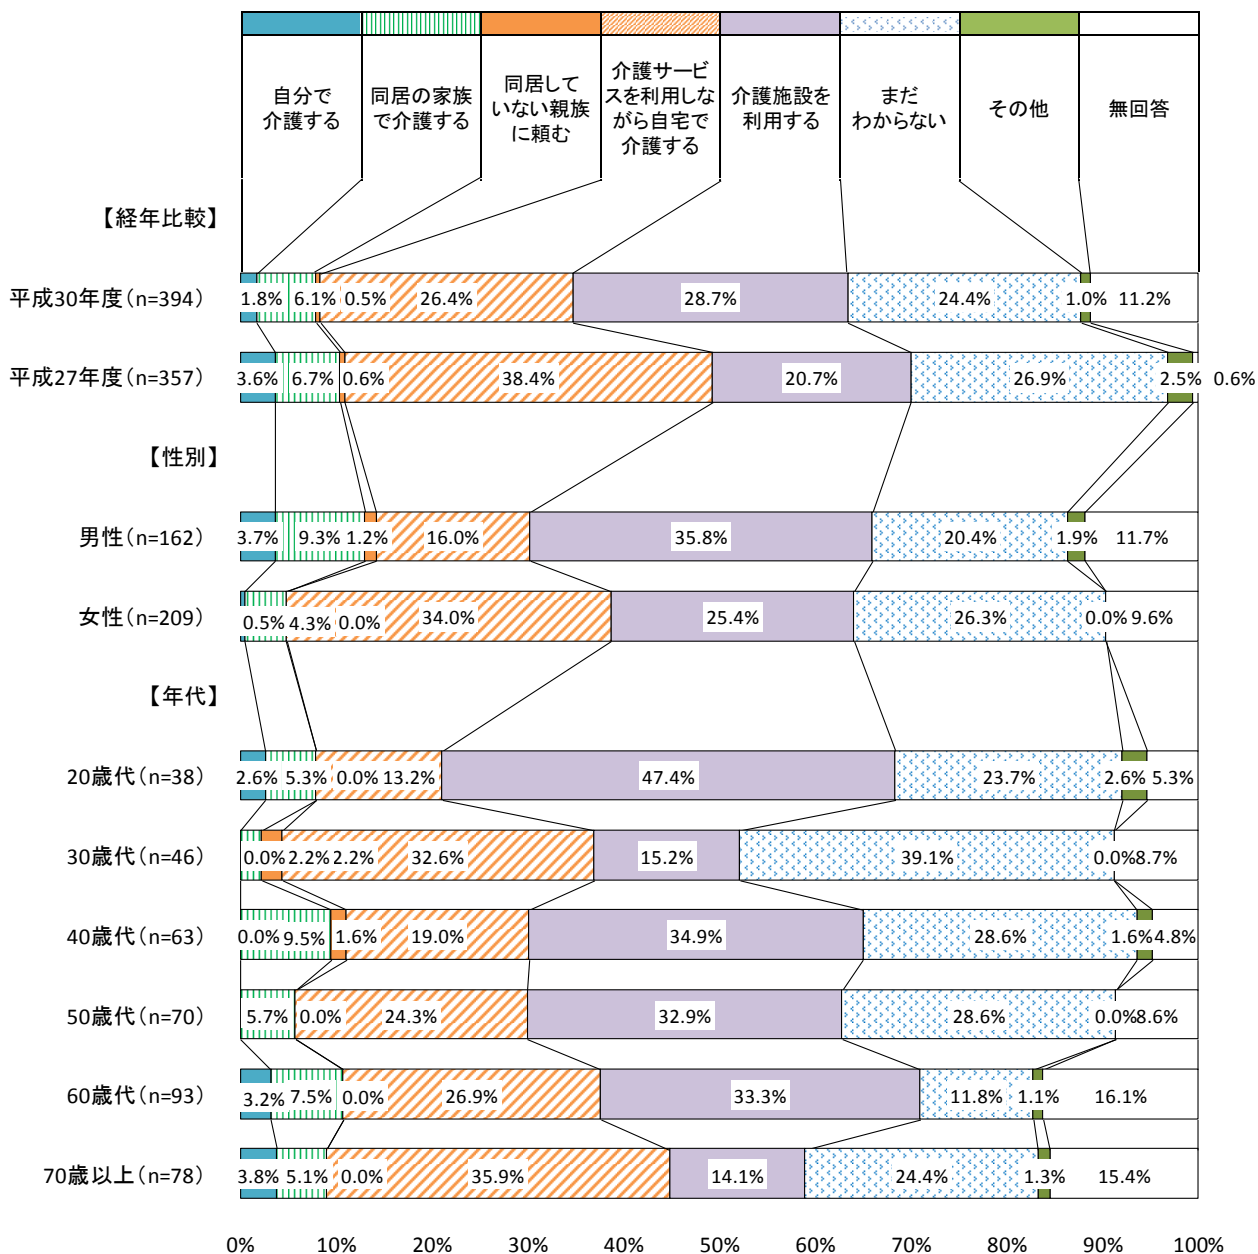 自分で
介護する
同居の家族
で介護する
同居して
いない親族
に頼む
介護サービ
スを利用しな
がら自宅で
介護する
介護施設を
利用する
まだ
わからない
その他
無回答
【経年比較】
平成30年度(n=394) 1.8% 6.1% 0.5% 26.4% 28.7% 24.4% 1.0% 11.2%
平成27年度(n=357) 3.6% 6.7% 0.6% 38.4% 20.7% 26.9% 2.5% 0.6%
【性別】
男性(n=162) 3.7% 9.3% 1.2% 16.0% 35.8% 20.4% 1.9% 11.7%
女性(n=209) 0.5% 4.3% 0.0% 34.0% 25.4% 26.3% 0.0% 9.6%
【年代】
20歳代(n=38) 2.6% 5.3% 0.0% 13.2% 47.4% 23.7% 2.6% 5.3%
30歳代(n=46) 0.0% 2.2% 2.2% 32.6% 15.2% 39.1% 0.0% 8.7%
40歳代(n=63) 0.0% 9.5% 1.6% 19.0% 34.9% 28.6% 1.6% 4.8%
50歳代(n=70) 5.7% 0.0% 24.3% 32.9% 28.6% 0.0% 8.6%
60歳代(n=93) 3.2% 7.5% 0.0% 26.9% 33.3% 11.8% 1.1% 16.1%
70歳以上(n=78) 3.8% 5.1% 0.0% 35.9% 14.1% 24.4% 1.3% 15.4%
0% 10% 20% 30% 40% 50% 60% 70% 80% 90% 100%